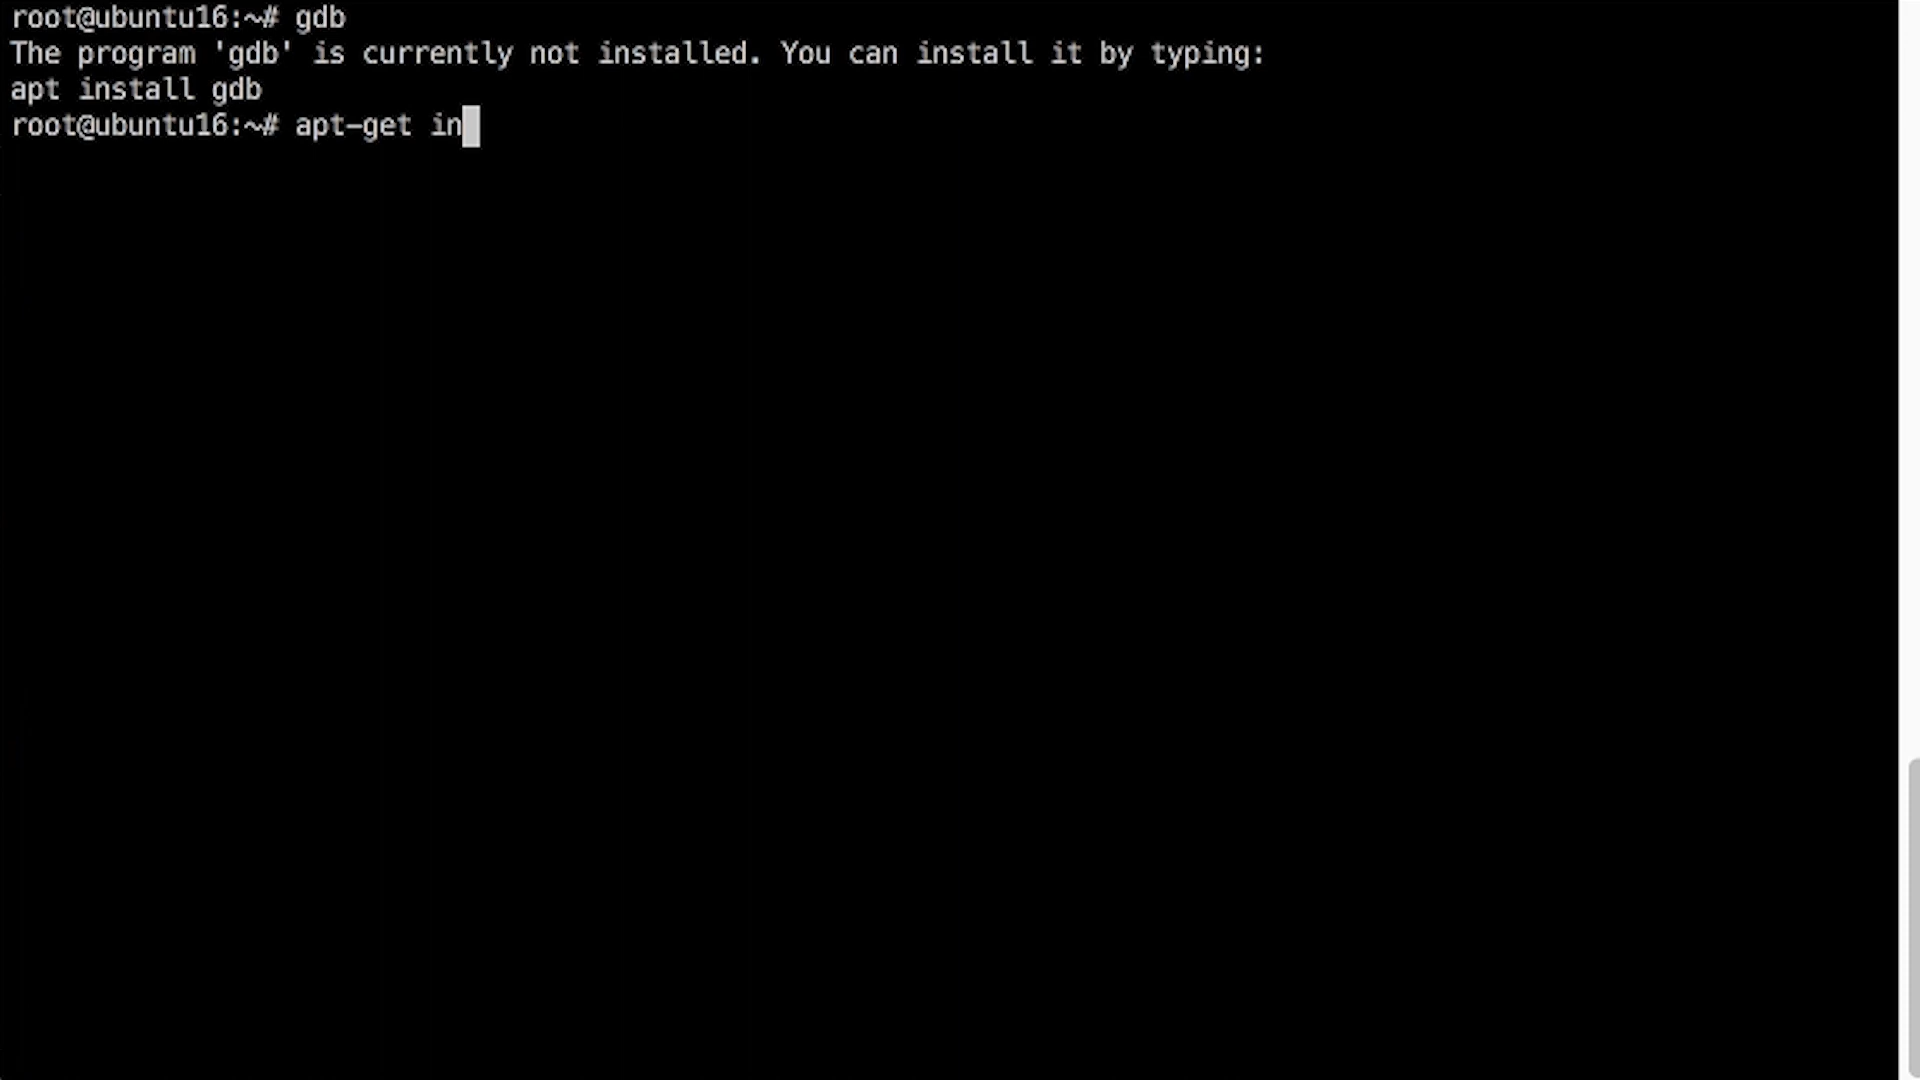 root@ubuntu16:~# gdb
The program 'gdb' is currently not installed. You can install it by typing:
apt install gdb
root@ubuntu16:~# apt-get in